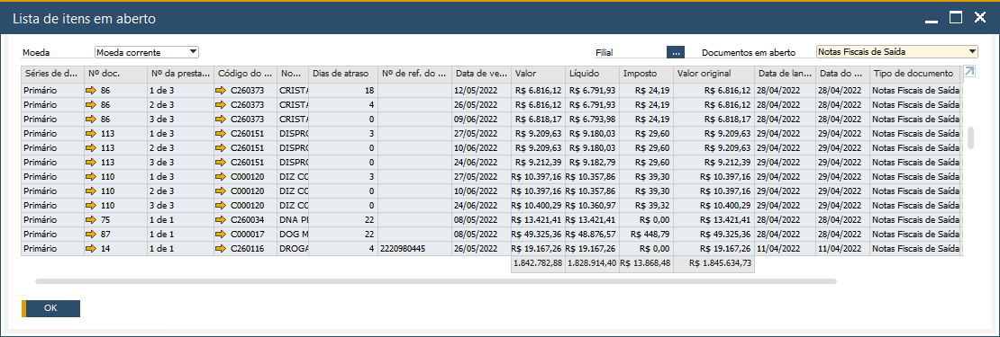 Lista de itens em aberto
Moeda Moeda corrente Filial ... Documentos em aberto Notas Fiscais de Saída
Séries de d... Nº doc. Nº da presta... Código do ... No... Dias de atraso Nº de ref. do ... Data de ve... Valor Líquido Imposto Valor original Data de lan... Data do ... Tipo de documento
Primário 86 1 de 3 C260373 CRISTA 18 12/05/2022 R$ 6.816,12 R$ 6.791,93 R$ 24,19 R$ 6.816,12 28/04/2022 28/04/2022 Notas Fiscais de Saída
Primário 86 2 de 3 C260373 CRISTA 4 26/05/2022 R$ 6.816,12 R$ 6.791,93 R$ 24,19 R$ 6.816,12 28/04/2022 28/04/2022 Notas Fiscais de Saída
Primário 86 3 de 3 C260373 CRISTA 0 09/06/2022 R$ 6.818,17 R$ 6.793,98 R$ 24,19 R$ 6.818,17 28/04/2022 28/04/2022 Notas Fiscais de Saída
Primário 113 1 de 3 C260151 DISPRO 3 27/05/2022 R$ 9.209,63 R$ 9.180,03 R$ 29,60 R$ 9.209,63 29/04/2022 29/04/2022 Notas Fiscais de Saída
Primário 113 2 de 3 C260151 DISPRO 0 10/06/2022 R$ 9.209,63 R$ 9.180,03 R$ 29,60 R$ 9.209,63 29/04/2022 29/04/2022 Notas Fiscais de Saída
Primário 113 3 de 3 C260151 DISPRO 0 24/06/2022 R$ 9.212,39 R$ 9.182,79 R$ 29,60 R$ 9.212,39 29/04/2022 29/04/2022 Notas Fiscais de Saída
Primário 110 1 de 3 C000120 DIZ CO 3 27/05/2022 R$ 10.397,16 R$ 10.357,86 R$ 39,30 R$ 10.397,16 29/04/2022 29/04/2022 Notas Fiscais de Saída
Primário 110 2 de 3 C000120 DIZ CO 0 10/06/2022 R$ 10.397,16 R$ 10.357,86 R$ 39,30 R$ 10.397,16 29/04/2022 29/04/2022 Notas Fiscais de Saída
Primário 110 3 de 3 C000120 DIZ CO 0 24/06/2022 R$ 10.400,29 R$ 10.360,97 R$ 39,32 R$ 10.400,29 29/04/2022 29/04/2022 Notas Fiscais de Saída
Primário 75 1 de 1 C260034 DNA P 22 08/05/2022 R$ 13.421,41 R$ 13.421,41 R$ 0,00 R$ 13.421,41 28/04/2022 28/04/2022 Notas Fiscais de Saída
Primário 87 1 de 1 C000017 DOG M 22 08/05/2022 R$ 49.325,36 R$ 48.876,57 R$ 448,79 R$ 49.325,36 28/04/2022 28/04/2022 Notas Fiscais de Saída
Primário 14 1 de 1 C260116 DROGA 4 2220980445 26/05/2022 R$ 19.167,26 R$ 19.167,26 R$ 0,00 R$ 19.167,26 11/04/2022 11/04/2022 Notas Fiscais de Saída
1.842.782,88 1.828.914,40 R$ 13.868,48 R$ 1.845.634,73
OK